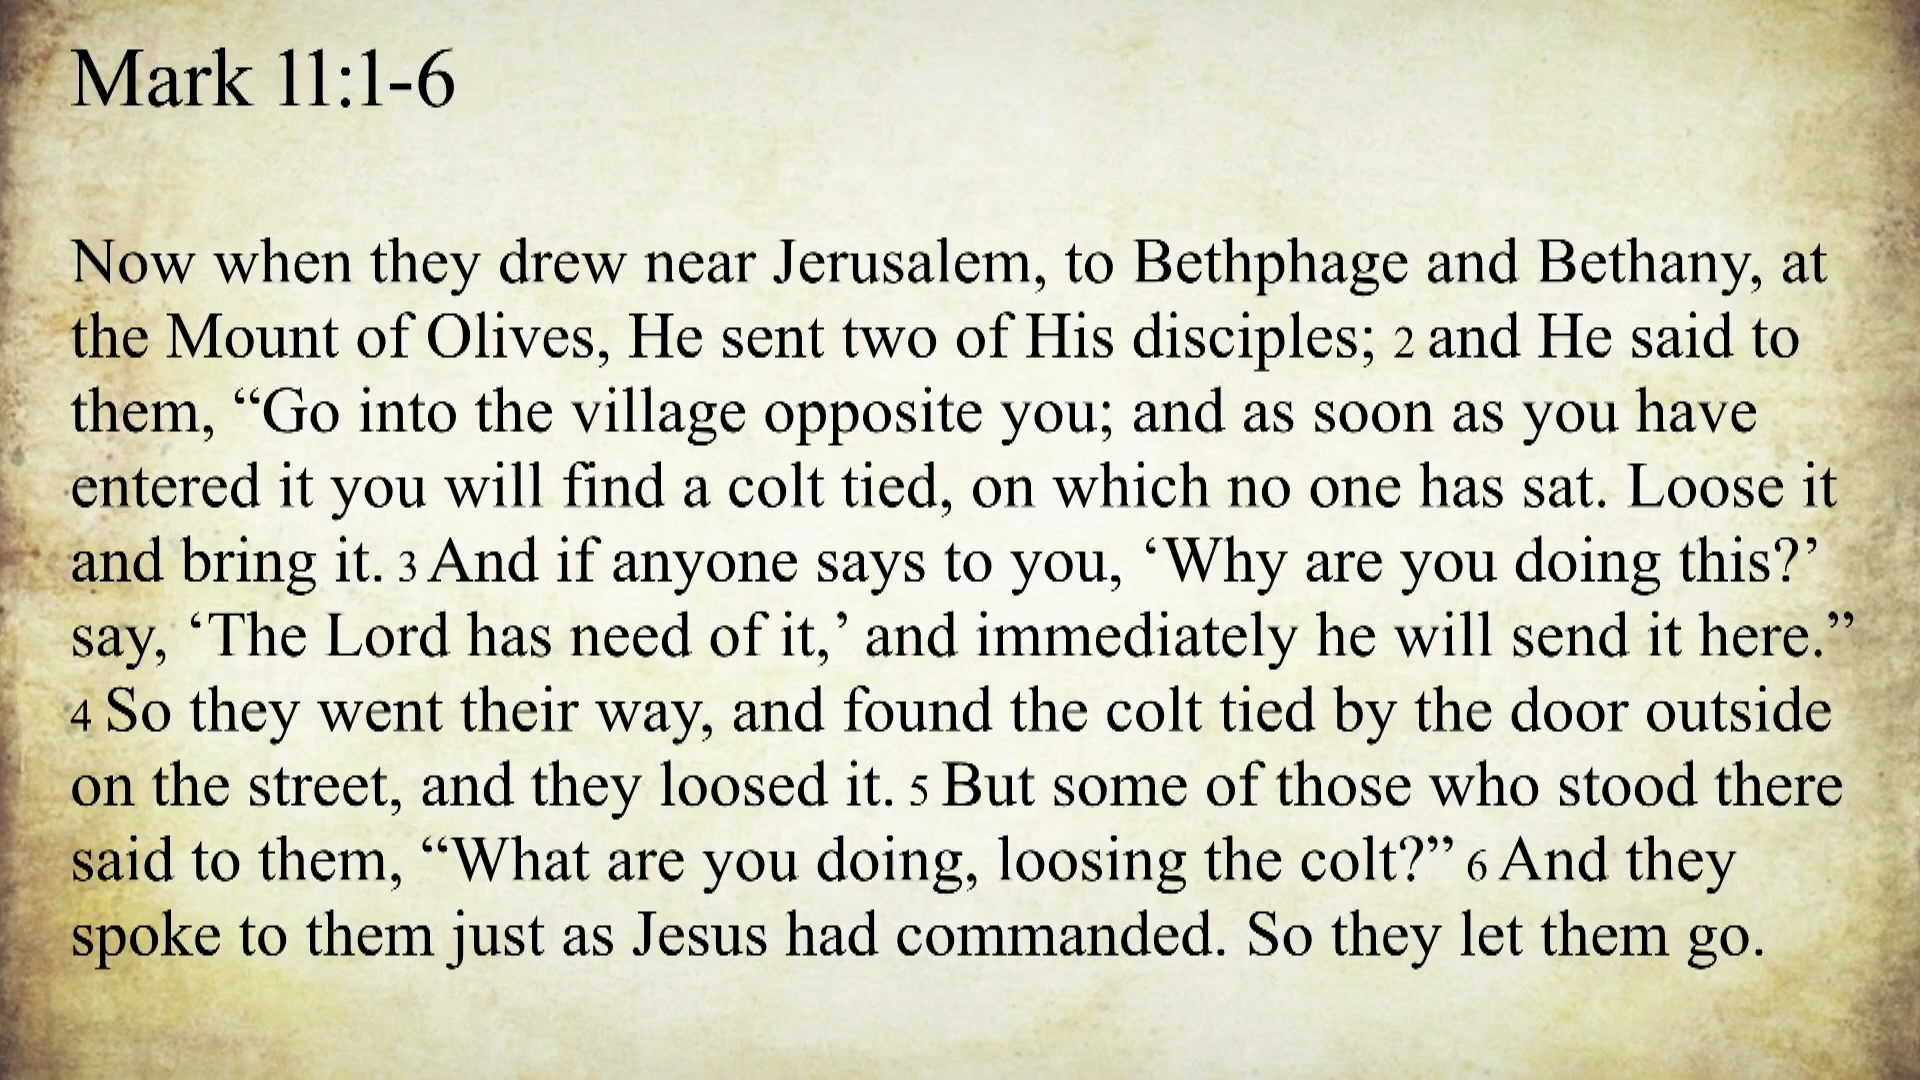 Mark 11:1-6
Now when they drew near Jerusalem, to Bethphage and Bethany, at
the Mount of Olives, He sent two of His disciples; 2 and He said to
them, “Go into the village opposite you; and as soon as you have
entered it you will find a colt tied, on which no one has sat. Loose it
and bring it. 3 And if anyone says to you, ‘Why are you doing this?’
say, ‘The Lord has need of it,’ and immediately he will send it here.”
4 So they went their way, and found the colt tied by the door outside
on the street, and they loosed it. 5 But some of those who stood there
said to them, “What are you doing, loosing the colt?” 6 And they
spoke to them just as Jesus had commanded. So they let them go.